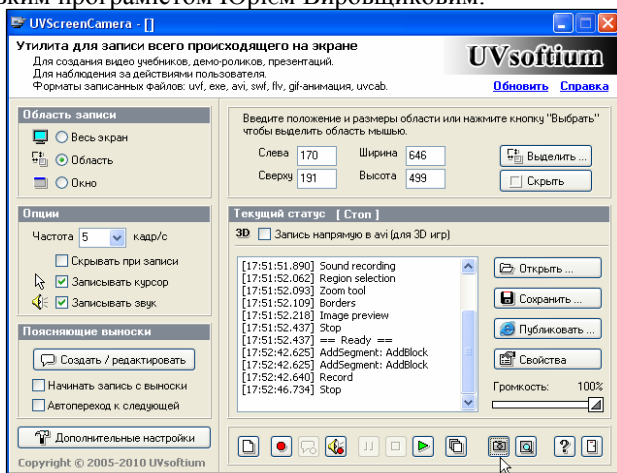 ським програмістом Юрієм Вировщиковим.
UVScreenCamera - []
Утилита для записи всего происходящего на экране
Для создания видео учебников, демо-роликов, презентаций.
Для наблюдения за действиями пользователя.
Форматы записанных файлов: uvf, exe, avi, swf, flv, gif-анимация, uvcab.
UVsoftium
Обновить Справка
Область записи
Весь экран
Область
Окно
Введите положение и размеры области или нажмите кнопку "Выбрать"
чтобы выделить область мышью.
Слева 170 Ширина 646 Выделить ...
Сверху 191 Высота 499 Скрыть
Опции
Частота 5 кадр/с
Скрывать при записи
Записывать курсор
Записывать звук
Поясняющие выноски
Создать / редактировать
Начинать запись с выноски
Автопереход к следующей
Дополнительные настройки
Copyright © 2005-2010 UVsoftium
Текущий статус [ Стоп ]
3D Запись напрямую в avi (для 3D игр)
[17:51:51.890] Sound recording
[17:51:52.062] Region selection
[17:51:52.093] Zoom tool
[17:51:52.109] Borders
[17:51:52.218] Image preview
[17:51:52.437] Stop
[17:51:52.437] == Ready ==
[17:52:42.625] AddSegment: AddBlock
[17:52:42.625] AddSegment: AddBlock
[17:52:42.640] Record
[17:52:46.734] Stop
Открыть ...
Сохранить ...
Публиковать ...
Свойства
Громкость: 100%